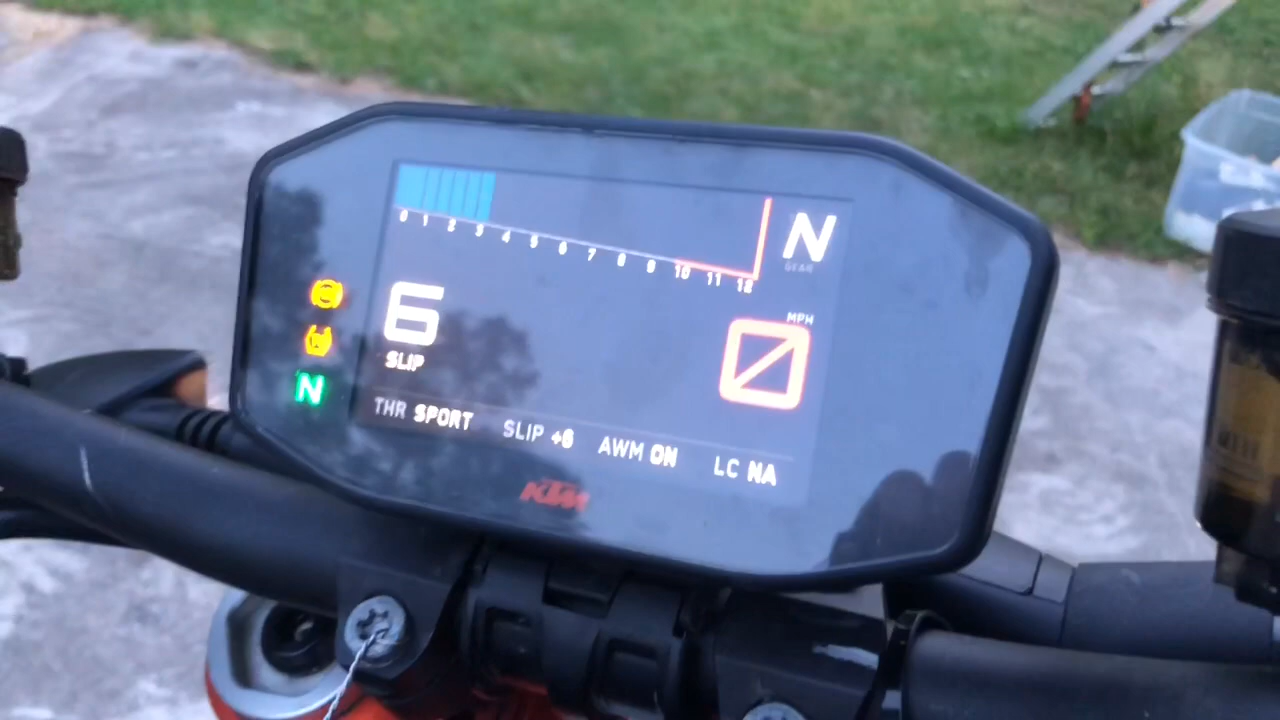 0 1 2 3 4 5 6 7 8 9 10 11 12
N
GEAR
6
SLIP
MPH
0
N
THR SPORT SLIP +6 AWM ON LC NA
KTM